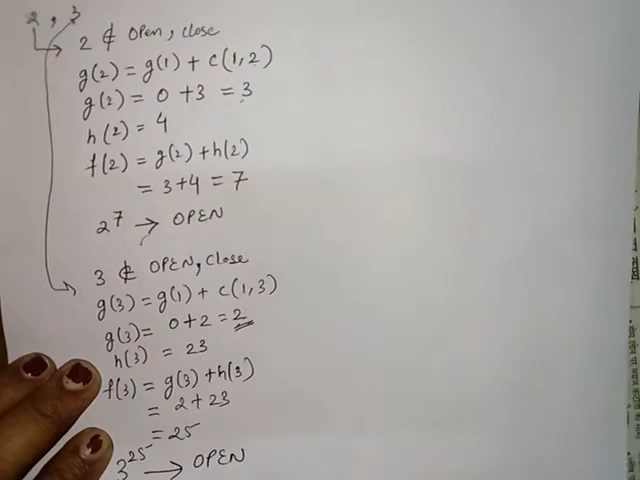 2, 3
2 ∉ OPen, close
g(2) = g(1) + c(1,2)
g(2) = 0 + 3 = 3
h(2) = 4
f(2) = g(2) + h(2)
= 3 + 4 = 7
2⁷ → OPEN
3 ∉ OPEN, close
g(3) = g(1) + c(1,3)
g(3) = 0 + 2 = 2
h(3) = 23
f(3) = g(3) + h(3)
= 2 + 23
= 25
3²⁵ → OPEN